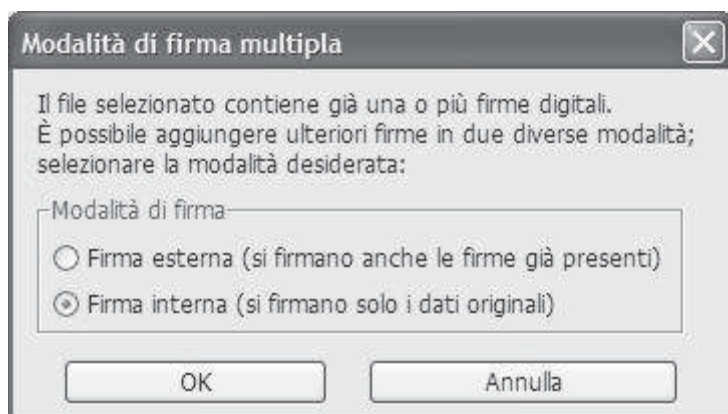 Modalità di firma multipla
Il file selezionato contiene già una o più firme digitali.
È possibile aggiungere ulteriori firme in due diverse modalità;
selezionare la modalità desiderata:
Modalità di firma
Firma esterna (si firmano anche le firme già presenti)
Firma interna (si firmano solo i dati originali)
OK
Annulla